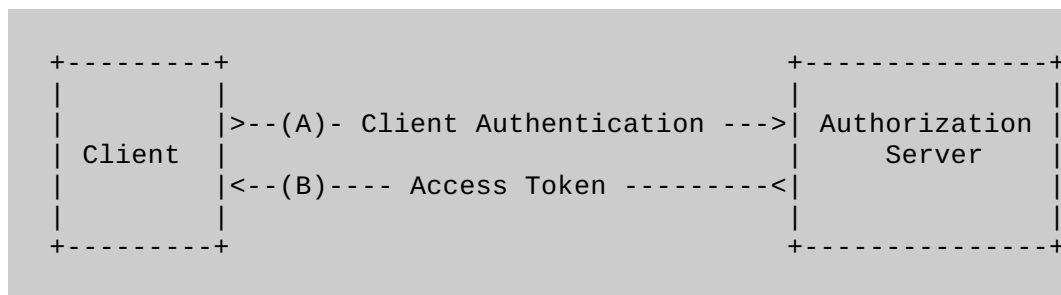 +---------+                                  +---------------+
|         |                                  |               |
|         |>--(A)- Client Authentication --->| Authorization |
| Client  |                                  |     Server    |
|         |<--(B)---- Access Token ---------<|               |
|         |                                  |               |
+---------+                                  +---------------+